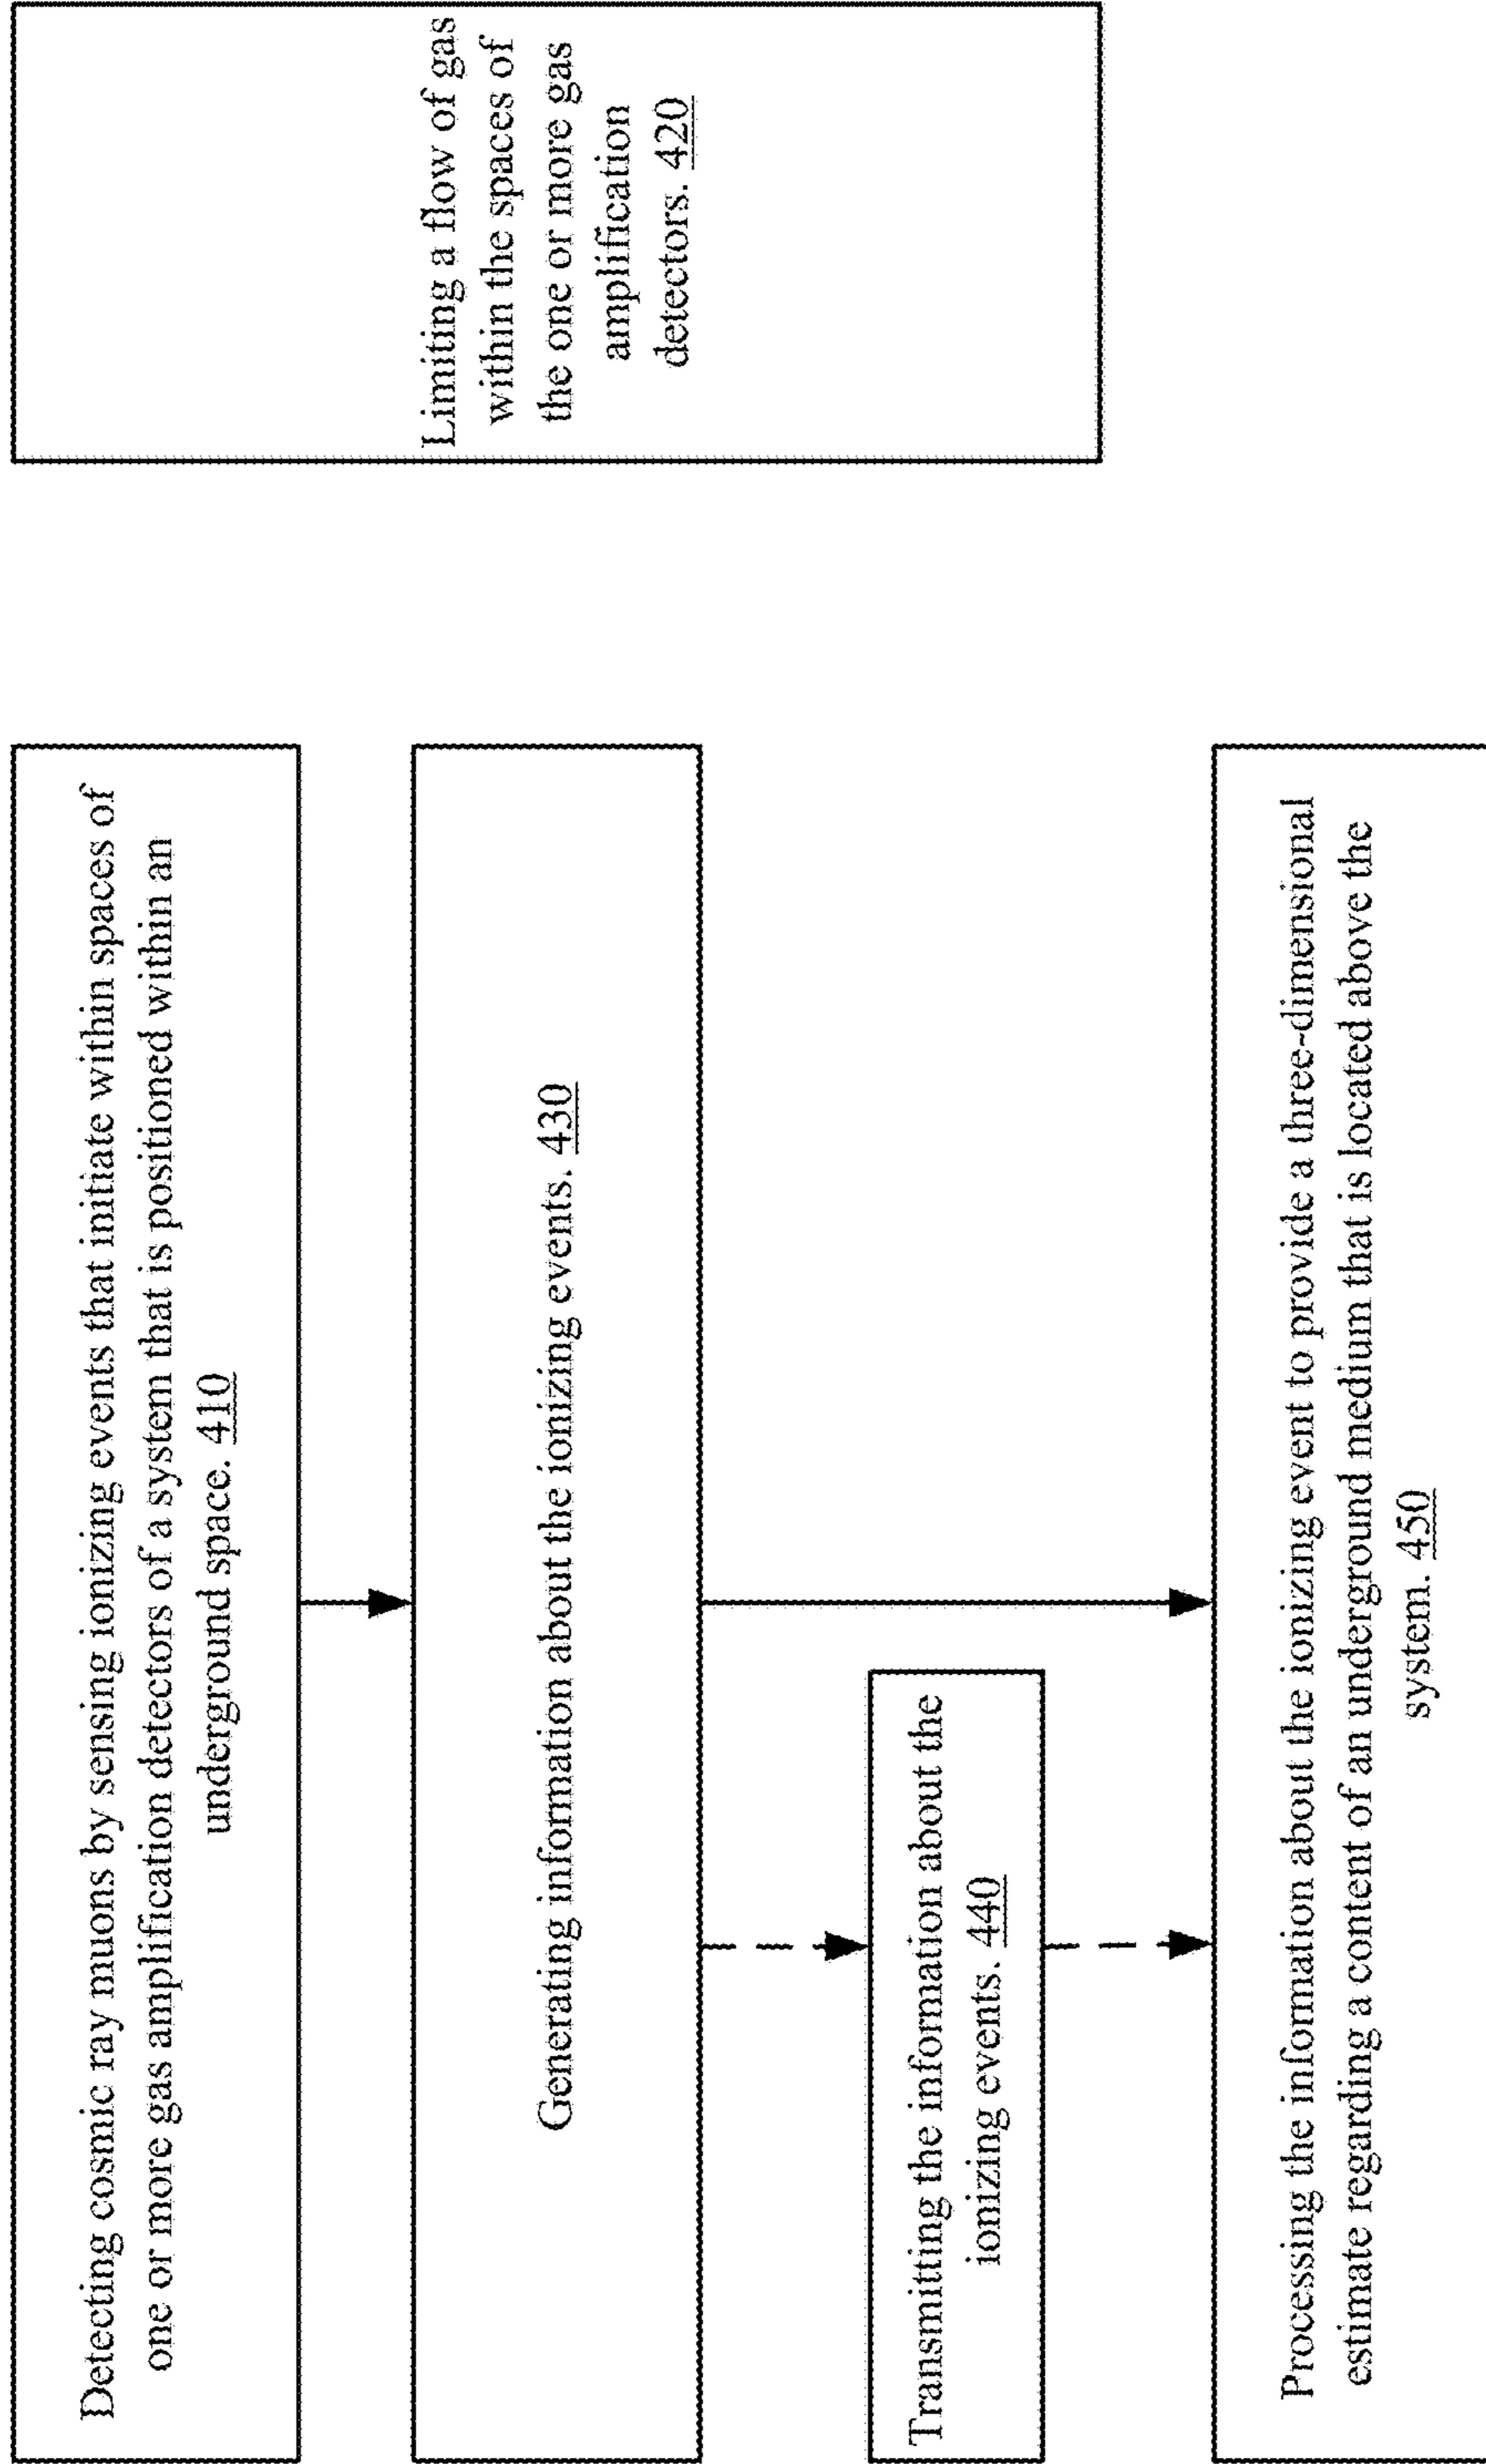 Detecting cosmic ray muons by sensing ionizing events that initiate within spaces of
one or more gas amplification detectors of a system that is positioned within an
underground space. 410
Limiting a flow of gas
within the spaces of
the one or more gas
amplification
detectors. 420
Generating information about the ionizing events. 430
Transmitting the information about the
ionizing events. 440
Processing the information about the ionizing event to provide a three-dimensional
estimate regarding a content of an underground medium that is located above the
system. 450